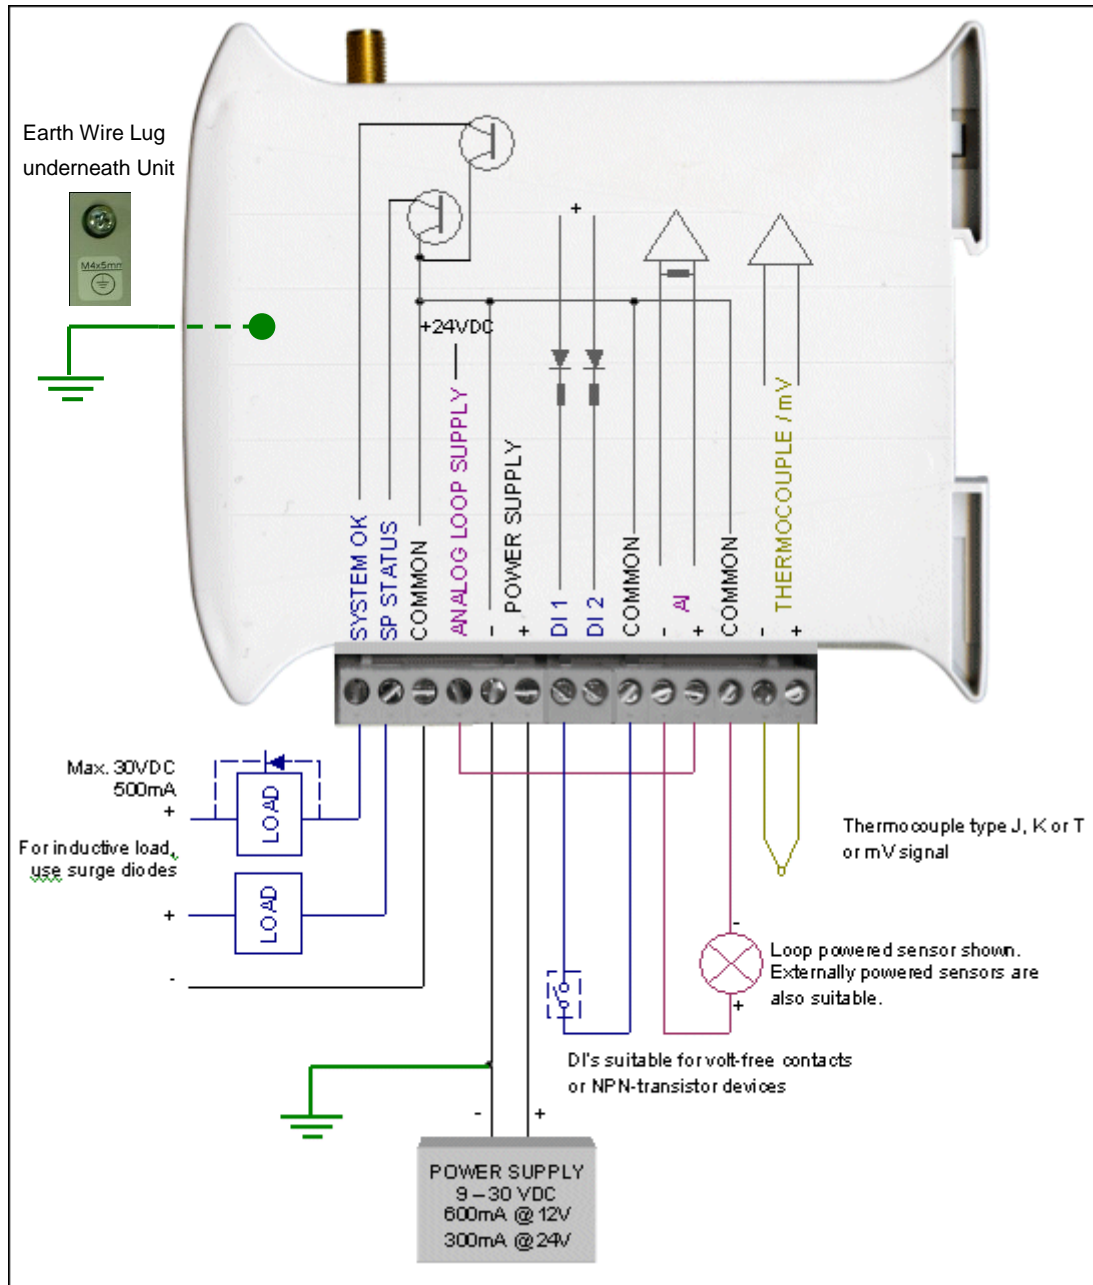 Earth Wire Lug
underneath Unit
M4x5mm
+
+24VDC
SYSTEM OK
SP STATUS
COMMON
ANALOG LOOP SUPPLY
- + POWER SUPPLY
DI 1
DI 2
COMMON
- AI +
COMMON
- THERMOCOUPLE / mV +
Max. 30VDC
500mA
+
LOAD
For inductive load,
use surge diodes
+
LOAD
-
Thermocouple type J, K or T
or mV signal
-
Loop powered sensor shown.
Externally powered sensors are
also suitable.
+
DI's suitable for volt-free contacts
or NPN-transistor devices
- +
POWER SUPPLY
9 – 30 VDC
600mA @ 12V
300mA @ 24V